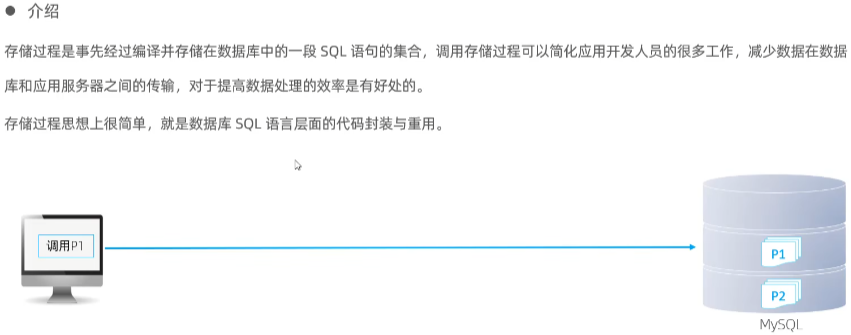 介绍
存储过程是事先经过编译并存储在数据库中的一段 SQL 语句的集合，调用存储过程可以简化应用开发人员的很多工作，减少数据在数据
库和应用服务器之间的传输，对于提高数据处理的效率是有好处的。
存储过程思想上很简单，就是数据库 SQL 语言层面的代码封装与重用。
调用P1
P1
P2
MySQL